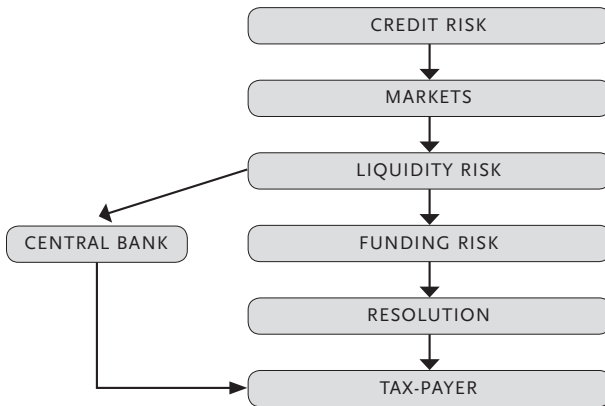 CREDIT RISK
MARKETS
LIQUIDITY RISK
CENTRAL BANK
FUNDING RISK
RESOLUTION
TAX-PAYER